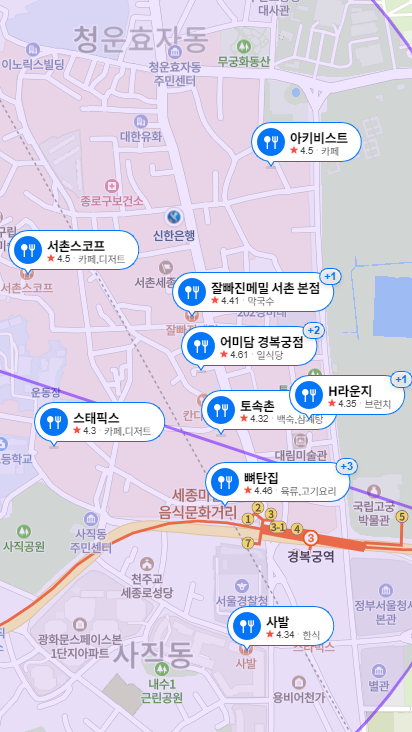 대사관
청운효자동
이노릭스빌딩
무궁화동산
청운효자동
주민센터
대한유화
아키비스트
★4.5 · 카페
종로구보건소
신한은행
서촌스코프
★4.5 · 카페,디저트
서촌스코프
서촌세종
+1
잘빠진메밀 서촌 본점
★4.41 · 막국수
+2
어미담 경복궁점
★4.61 · 일식당
+1
H라운지
★4.35 · 브런치
운동장
토속촌
★4.32 · 백숙,삼계탕
스태픽스
★4.3 · 카페,디저트
대림미술관
+3
뼈탄집
★4.46 · 육류,고기요리
세종마
음식문화거리
국립고궁
박물관
사직공원
사직동
주민센터
1
2
3
3-1
4
5
7
3
경복궁역
천주교
세종로성당
서울경찰청
정부서울청사
본관
사발
★4.34 · 한식
사발
광화문스페이스본
1단지아파트
사직동
내수1
근린공원
용비어천가
별관